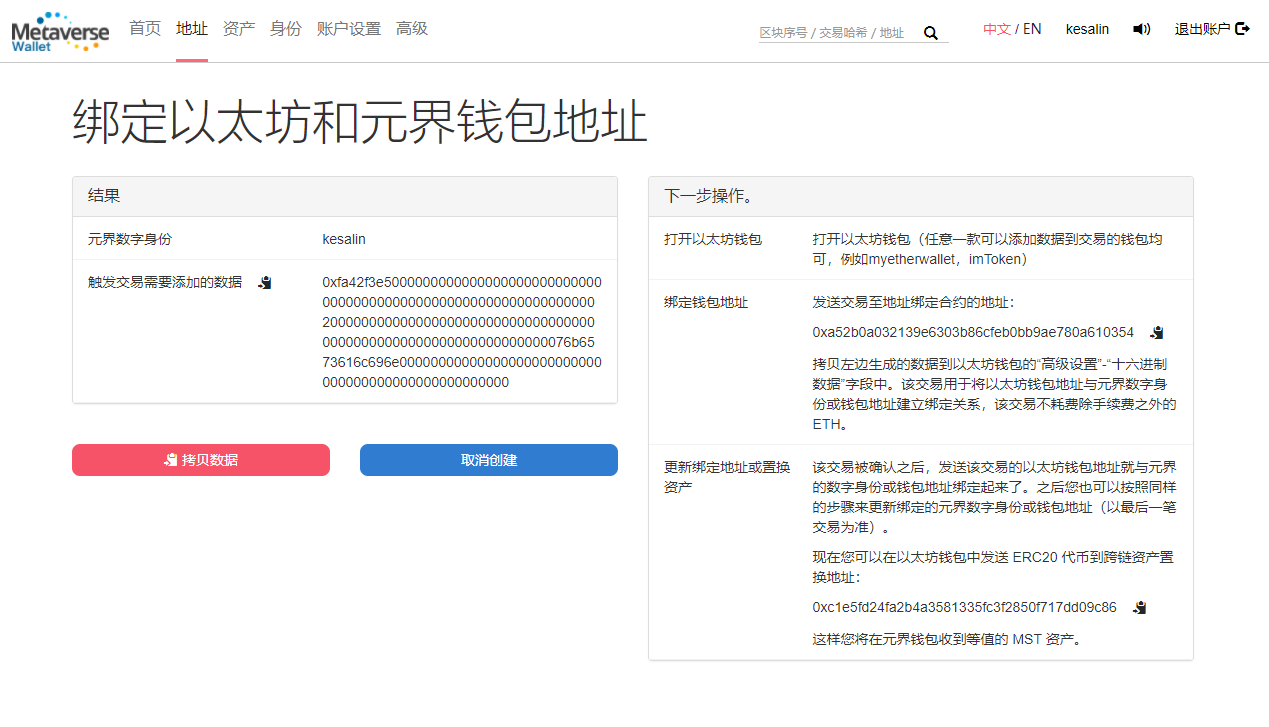 Metaverse
Wallet
首页 地址 资产 身份 账户设置 高级
区块序号 / 交易哈希 / 地址
中文 / EN kesalin 退出账户
绑定以太坊和元界钱包地址
结果
元界数字身份 kesalin
触发交易需要添加的数据
0xfa42f3e5000000000000000000000000000
00000000000000000000000000000000000
20000000000000000000000000000000000
00000000000000000000000000000076b65
73616c696e00000000000000000000000000
000000000000000000000000
拷贝数据 取消创建
下一步操作。
打开以太坊钱包
打开以太坊钱包（任意一款可以添加数据到交易的钱包均
可，例如myetherwallet，imToken）
绑定钱包地址
发送交易至地址绑定合约的地址：
0xa52b0a032139e6303b86cfeb0bb9ae780a610354
拷贝左边生成的数据到以太坊钱包的“高级设置”-“十六进制
数据”字段中。该交易用于将以太坊钱包地址与元界数字身
份或钱包地址建立绑定关系，该交易不耗费除手续费之外的
ETH。
更新绑定地址或置换
资产
该交易被确认之后，发送该交易的以太坊钱包地址就与元界
的数字身份或钱包地址绑定起来了。之后您也可以按照同样
的步骤来更新绑定的元界数字身份或钱包地址（以最后一笔
交易为准）。
现在您可以在以太坊钱包中发送 ERC20 代币到跨链资产置
换地址：
0xc1e5fd24fa2b4a3581335fc3f2850f717dd09c86
这样您将在元界钱包收到等值的 MST 资产。